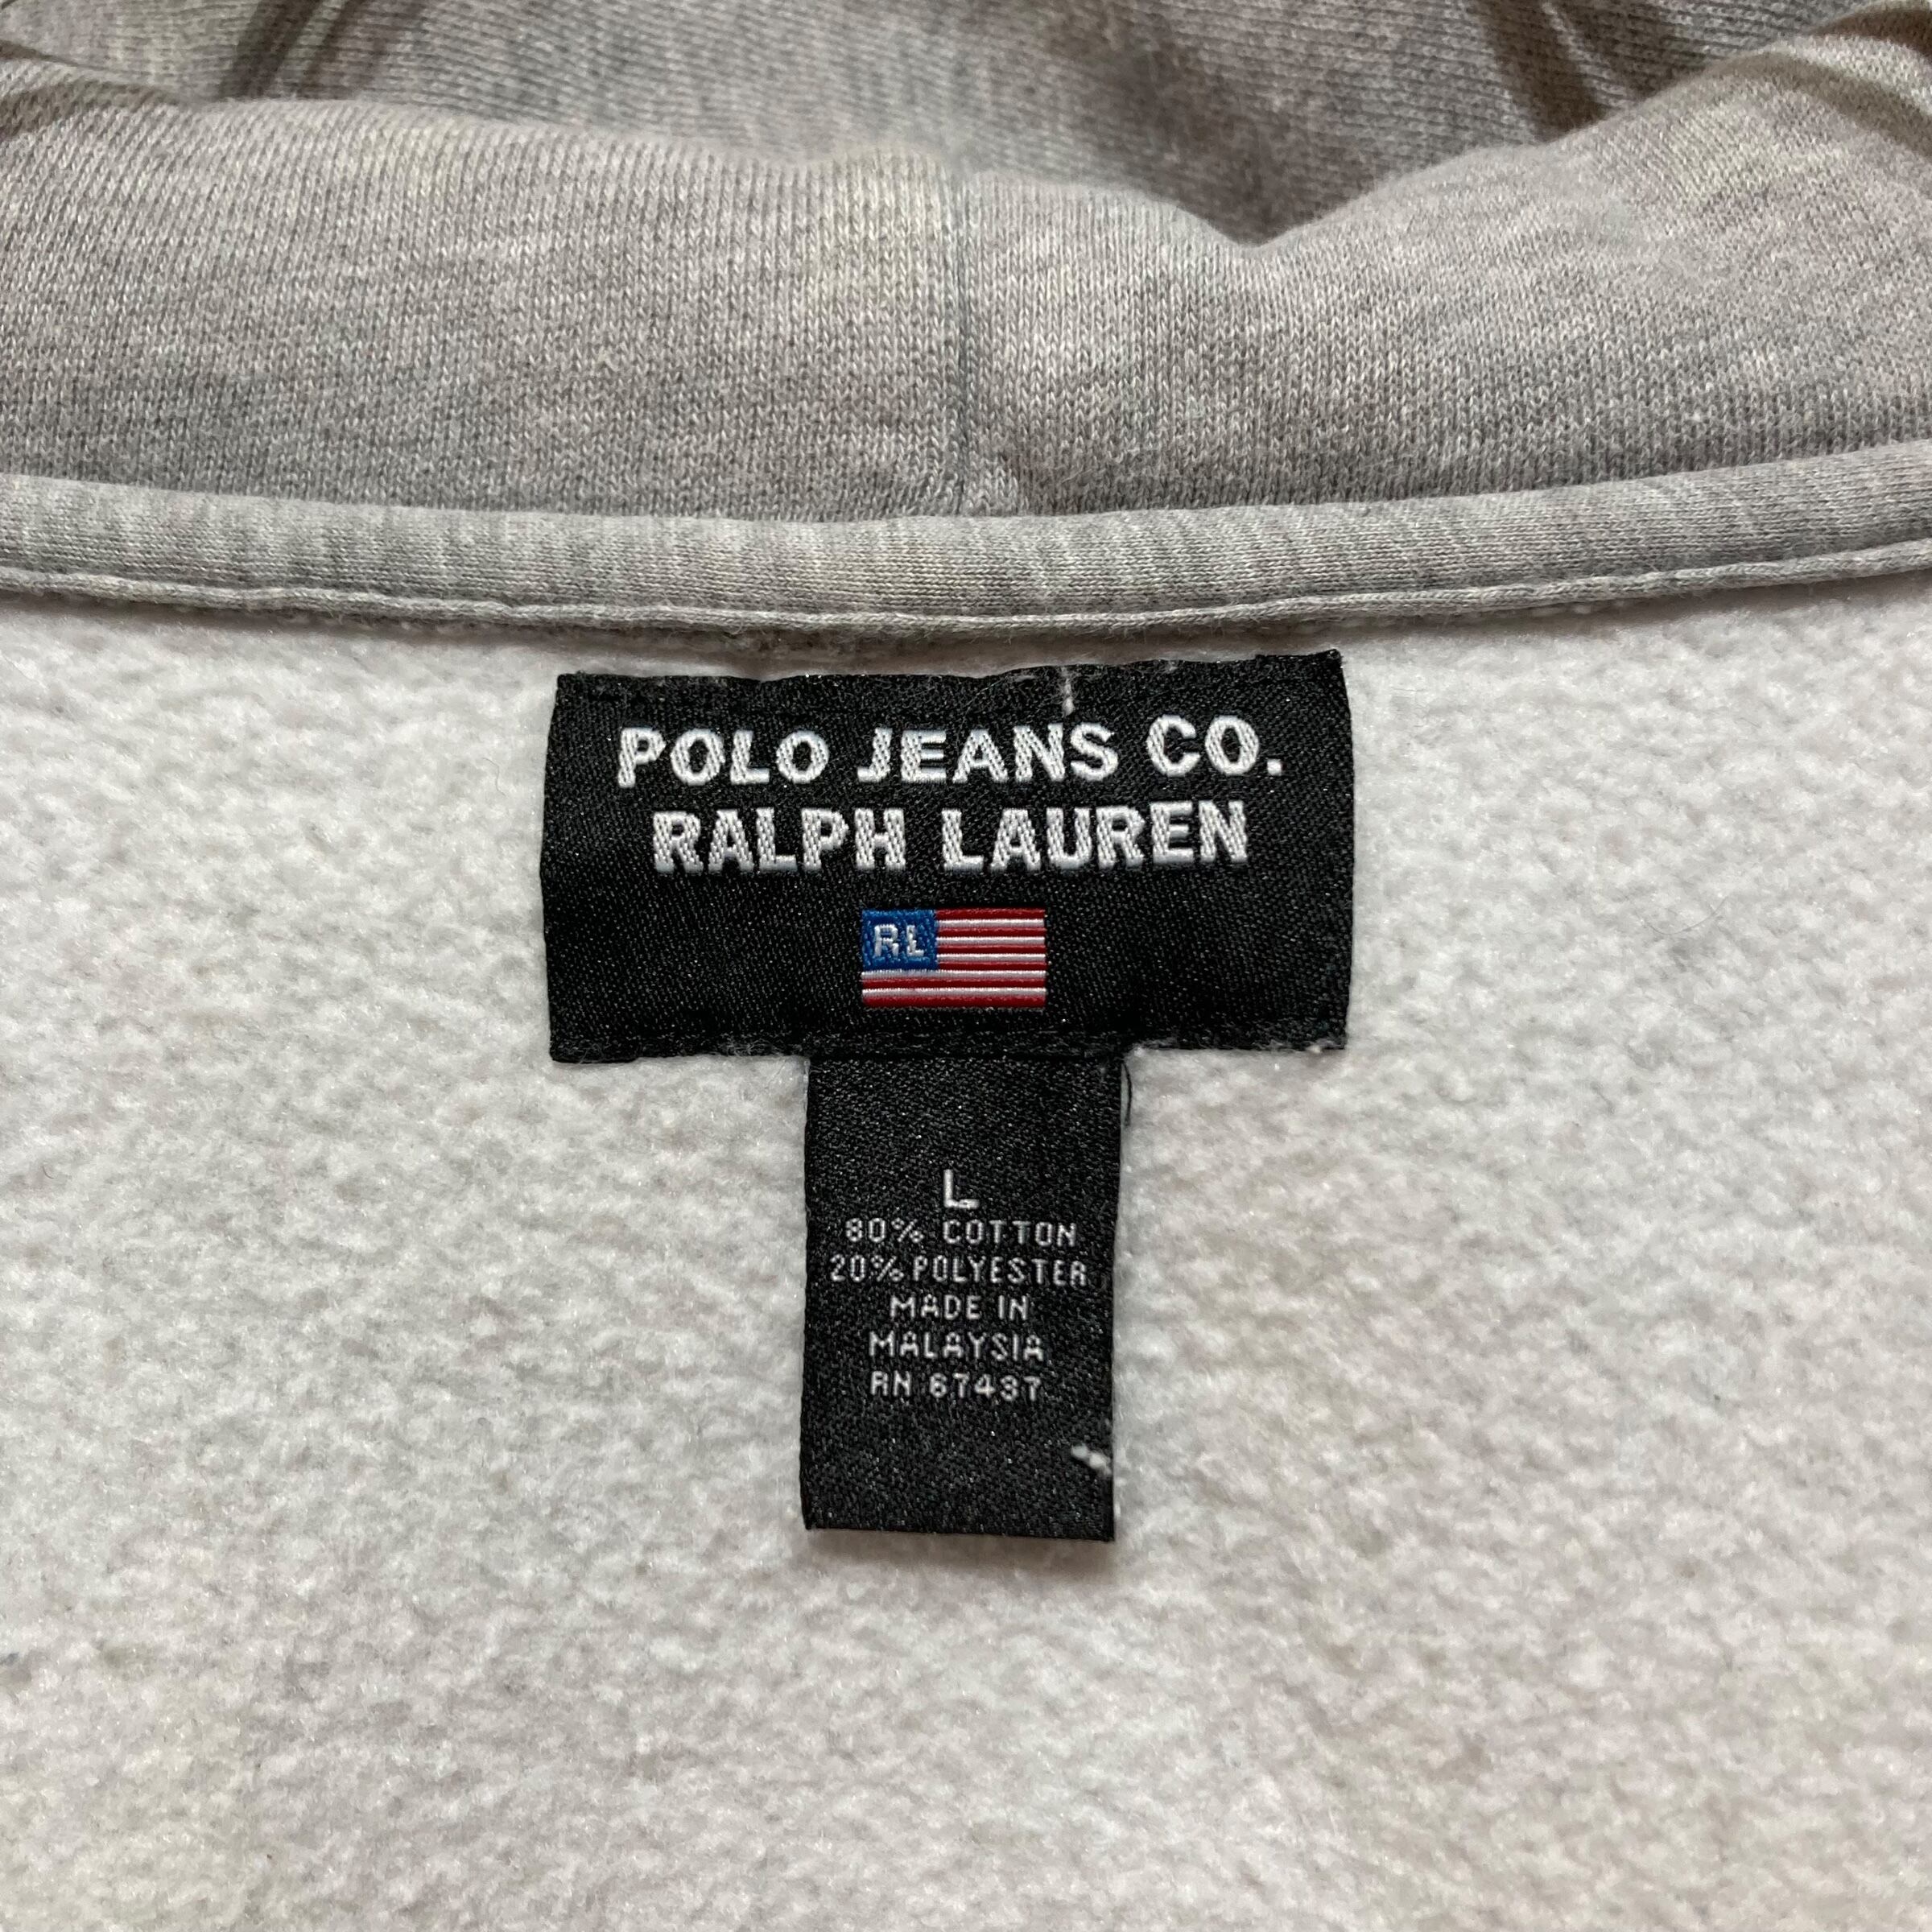 POLO JEANS CO.
RALPH LAUREN
RL
L
80% COTTON
20% POLYESTER
MADE IN
MALAYSIA
RN 67437